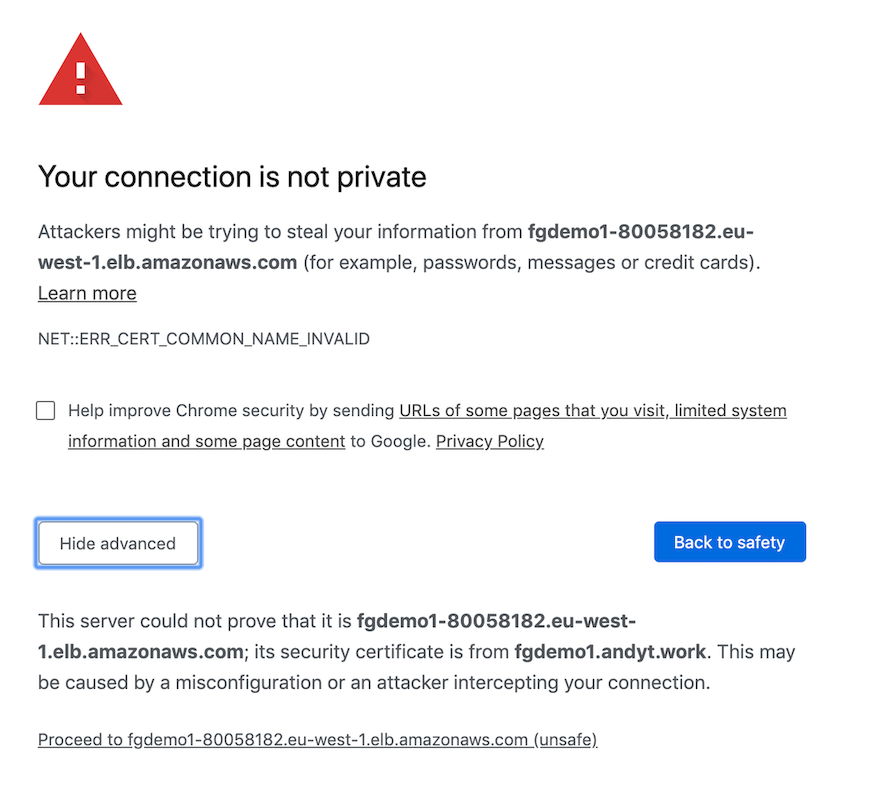 Your connection is not private
Attackers might be trying to steal your information from fgdemo1-80058182.eu-
west-1.elb.amazonaws.com (for example, passwords, messages or credit cards).
Learn more
NET::ERR_CERT_COMMON_NAME_INVALID
Help improve Chrome security by sending URLs of some pages that you visit, limited system
information and some page content to Google. Privacy Policy
Hide advanced
Back to safety
This server could not prove that it is fgdemo1-80058182.eu-west-
1.elb.amazonaws.com; its security certificate is from fgdemo1.andyt.work. This may
be caused by a misconfiguration or an attacker intercepting your connection.
Proceed to fgdemo1-80058182.eu-west-1.elb.amazonaws.com (unsafe)